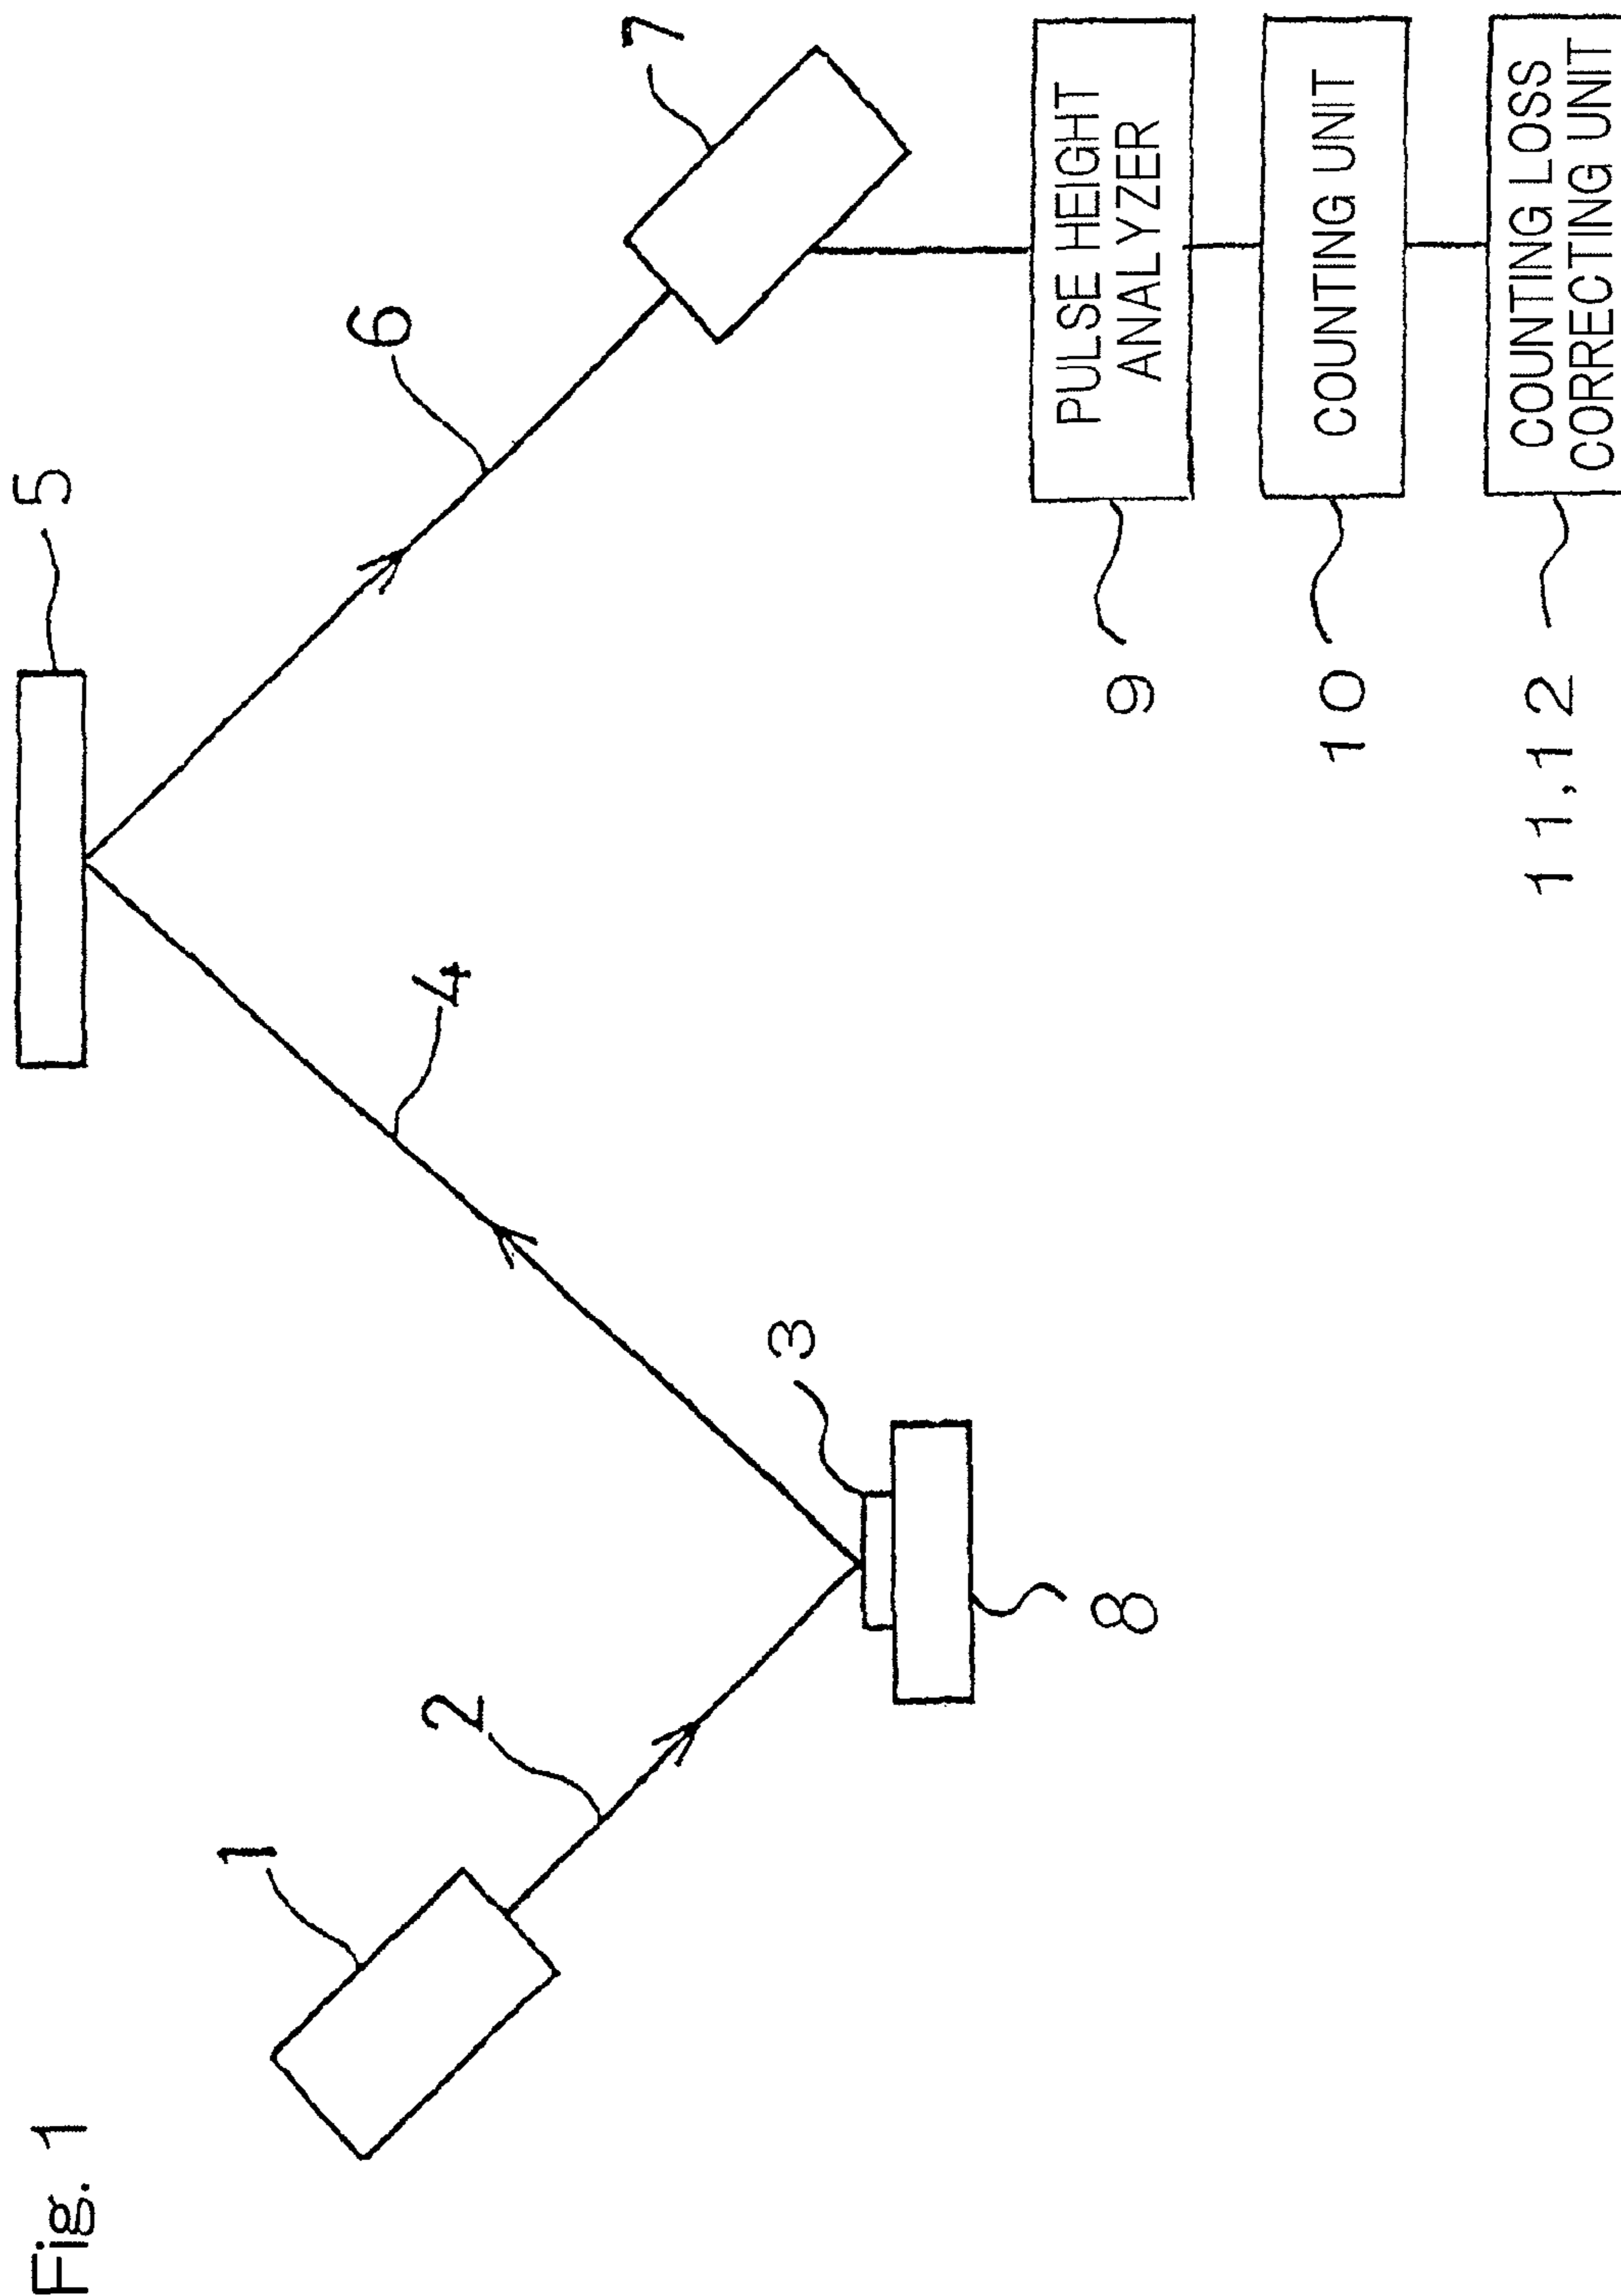 Fig. 1
1
2
3
4
5
6
7
8
PULSE HEIGHT
ANALYZER
9
COUNTING UNIT
10
COUNTING LOSS
CORRECTING UNIT
11,12